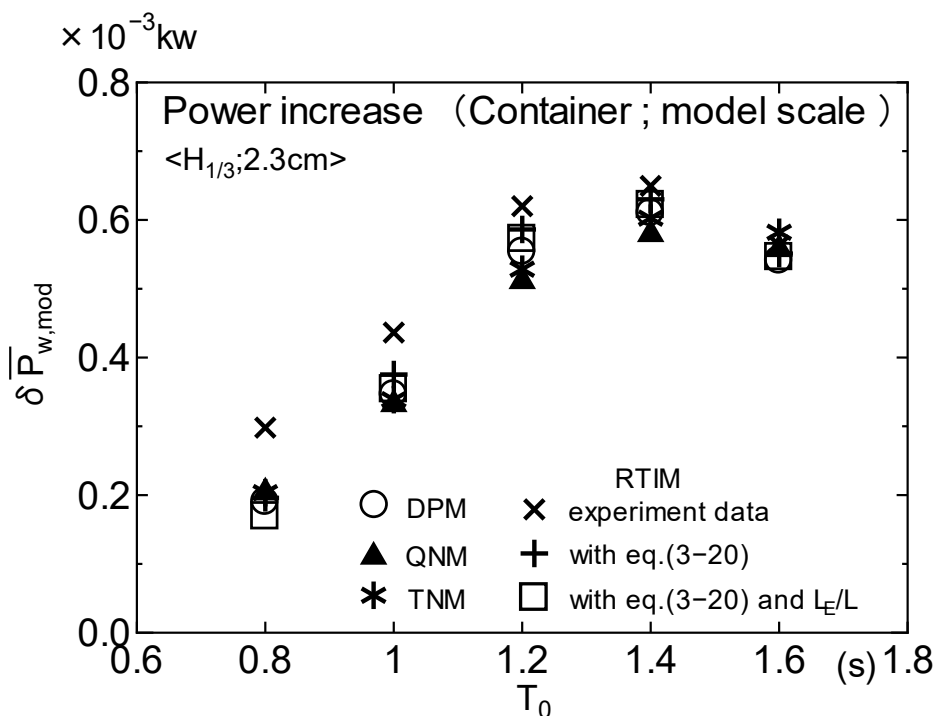 × 10⁻³kw
Power increase （Container ; model scale ）
<H1/3;2.3cm>
0.8
0.6
0.4
0.2
0.0
δ P̅w,mod
RTIM
DPM
experiment data
QNM
with eq.(3−20)
TNM
with eq.(3−20) and LE/L
0.6
0.8
1
1.2
1.4
1.6
(s)
1.8
T0